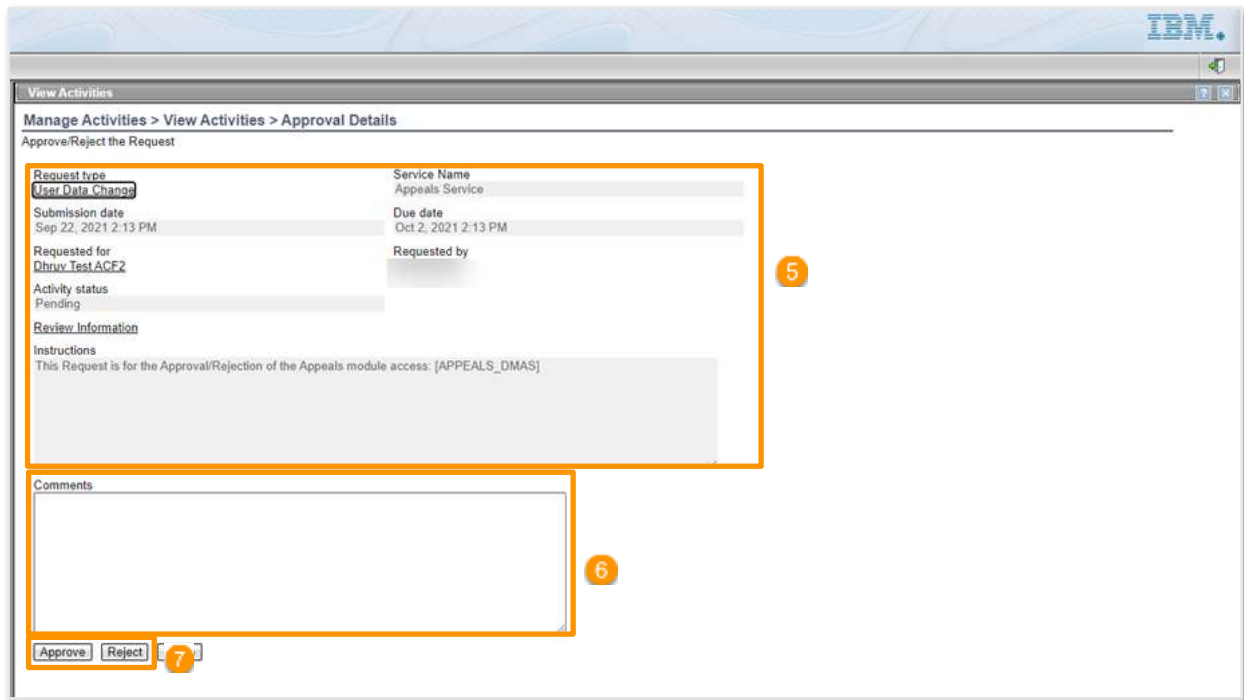 IBM.
View Activities
Manage Activities > View Activities > Approval Details
Approve/Reject the Request
Request type
Service Name
User Data Change
Appeals Service
Submission date
Due date
Sep 22, 2021 2:13 PM
Oct 2, 2021 2:13 PM
Requested for
Requested by
Dhruv Test ACF2
5
Activity status
Pending
Review Information
Instructions
This Request is for the Approval/Rejection of the Appeals module access: [APPEALS_DMAS]
Comments
6
Approve Reject
7